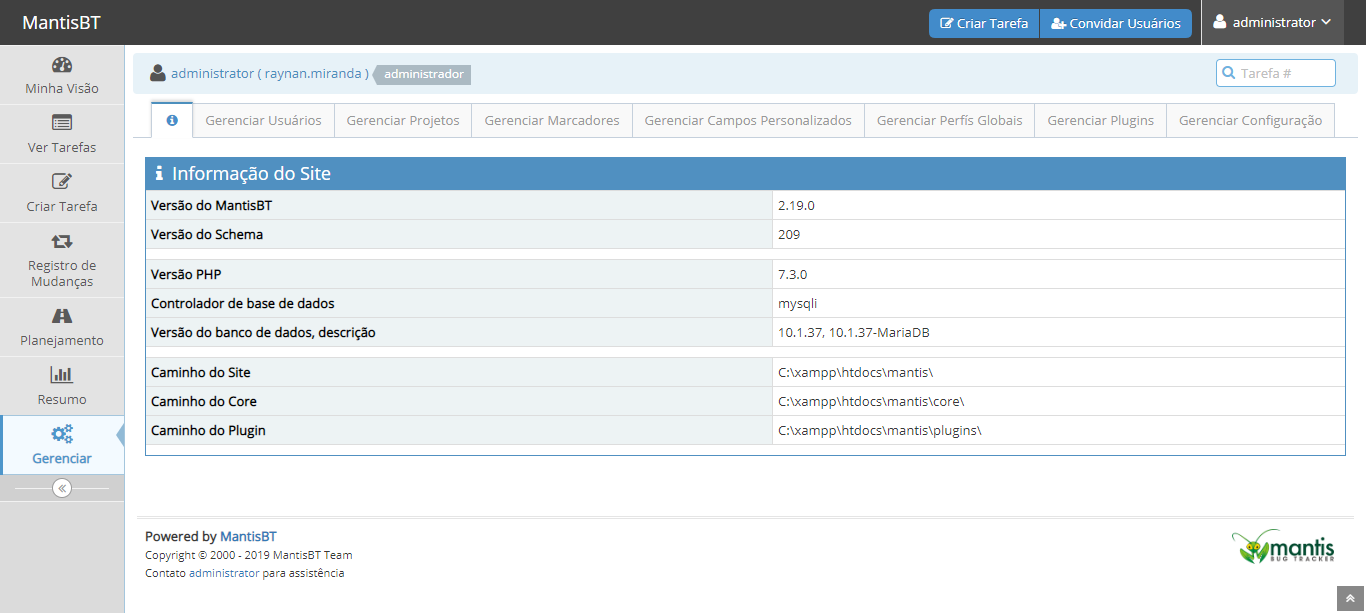 MantisBT
Criar Tarefa
Convidar Usuários
administrator
Minha Visão
Ver Tarefas
Criar Tarefa
Registro de
Mudanças
Planejamento
Resumo
Gerenciar
administrator ( raynan.miranda )
administrador
Tarefa #
Gerenciar Usuários
Gerenciar Projetos
Gerenciar Marcadores
Gerenciar Campos Personalizados
Gerenciar Perfís Globais
Gerenciar Plugins
Gerenciar Configuração
Informação do Site
Versão do MantisBT 2.19.0
Versão do Schema 209
Versão PHP 7.3.0
Controlador de base de dados mysqli
Versão do banco de dados, descrição 10.1.37, 10.1.37-MariaDB
Caminho do Site C:\xampp\htdocs\mantis\
Caminho do Core C:\xampp\htdocs\mantis\core\
Caminho do Plugin C:\xampp\htdocs\mantis\plugins\
Powered by MantisBT
Copyright © 2000 - 2019 MantisBT Team
Contato administrator para assistência
mantis
BUG TRACKER